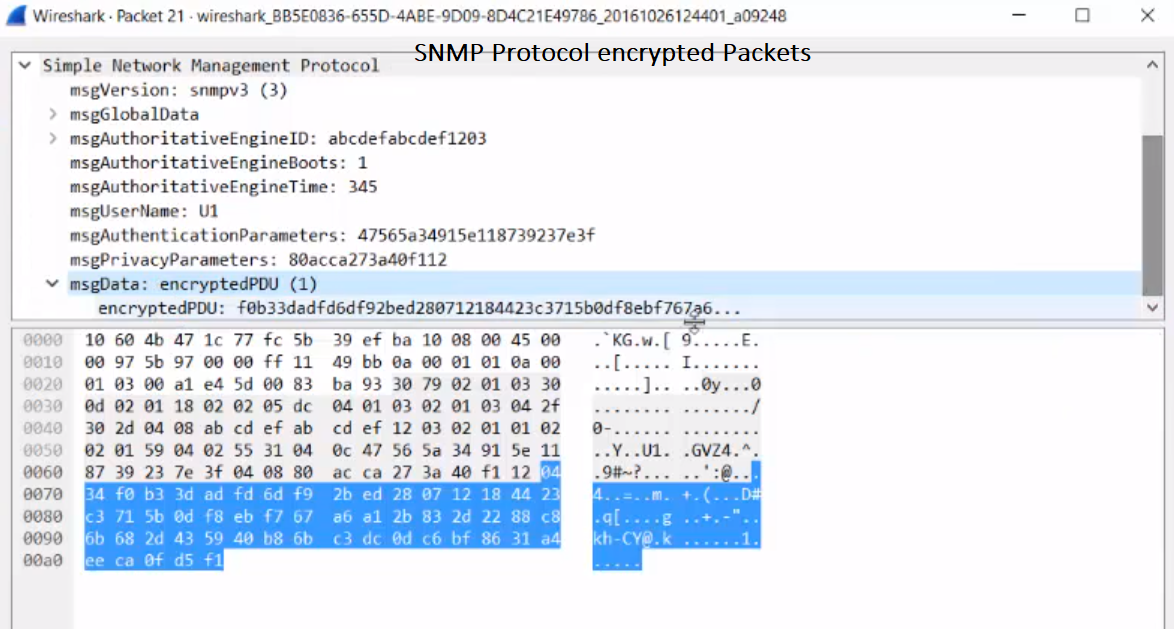 Wireshark · Packet 21 · wireshark_BB5E0836-655D-4ABE-9D09-8D4C21E49786_20161026124401_a09248
SNMP Protocol encrypted Packets
Simple Network Management Protocol
msgVersion: snmpv3 (3)
msgGlobalData
msgAuthoritativeEngineID: abcdefabcdef1203
msgAuthoritativeEngineBoots: 1
msgAuthoritativeEngineTime: 345
msgUserName: U1
msgAuthenticationParameters: 47565a34915e118739237e3f
msgPrivacyParameters: 80acca273a40f112
msgData: encryptedPDU (1)
encryptedPDU: f0b33dadfd6df92bed280712184423c3715b0df8ebf767a6...
0000 10 60 4b 47 1c 77 fc 5b 39 ef ba 10 08 00 45 00 .`KG.w.[ 9.....E.
0010 00 97 5b 97 00 00 ff 11 49 bb 0a 00 01 01 0a 00 ..[..... I.......
0020 01 03 00 a1 e4 5d 00 83 ba 93 30 79 02 01 03 30 .....].. ..0y...0
0030 0d 02 01 18 02 02 05 dc 04 01 03 02 01 03 04 2f ........ ......./
0040 30 2d 04 08 ab cd ef ab cd ef 12 03 02 01 01 02 0-...... ........
0050 02 01 59 04 02 55 31 04 0c 47 56 5a 34 91 5e 11 ..Y..U1. .GVZ4.^.
0060 87 39 23 7e 3f 04 08 80 ac ca 27 3a 40 f1 12 04 .9#~?... ..':@...
0070 34 f0 b3 3d ad fd 6d f9 2b ed 28 07 12 18 44 23 4..=..m. +.(...D#
0080 c3 71 5b 0d f8 eb f7 67 a6 a1 2b 83 2d 22 88 c8 .q[....g ..+.-"..
0090 6b 68 2d 43 59 40 b8 6b c3 dc 0d c6 bf 86 31 a4 kh-CY@.k ......1.
00a0 ee ca 0f d5 f1 .....